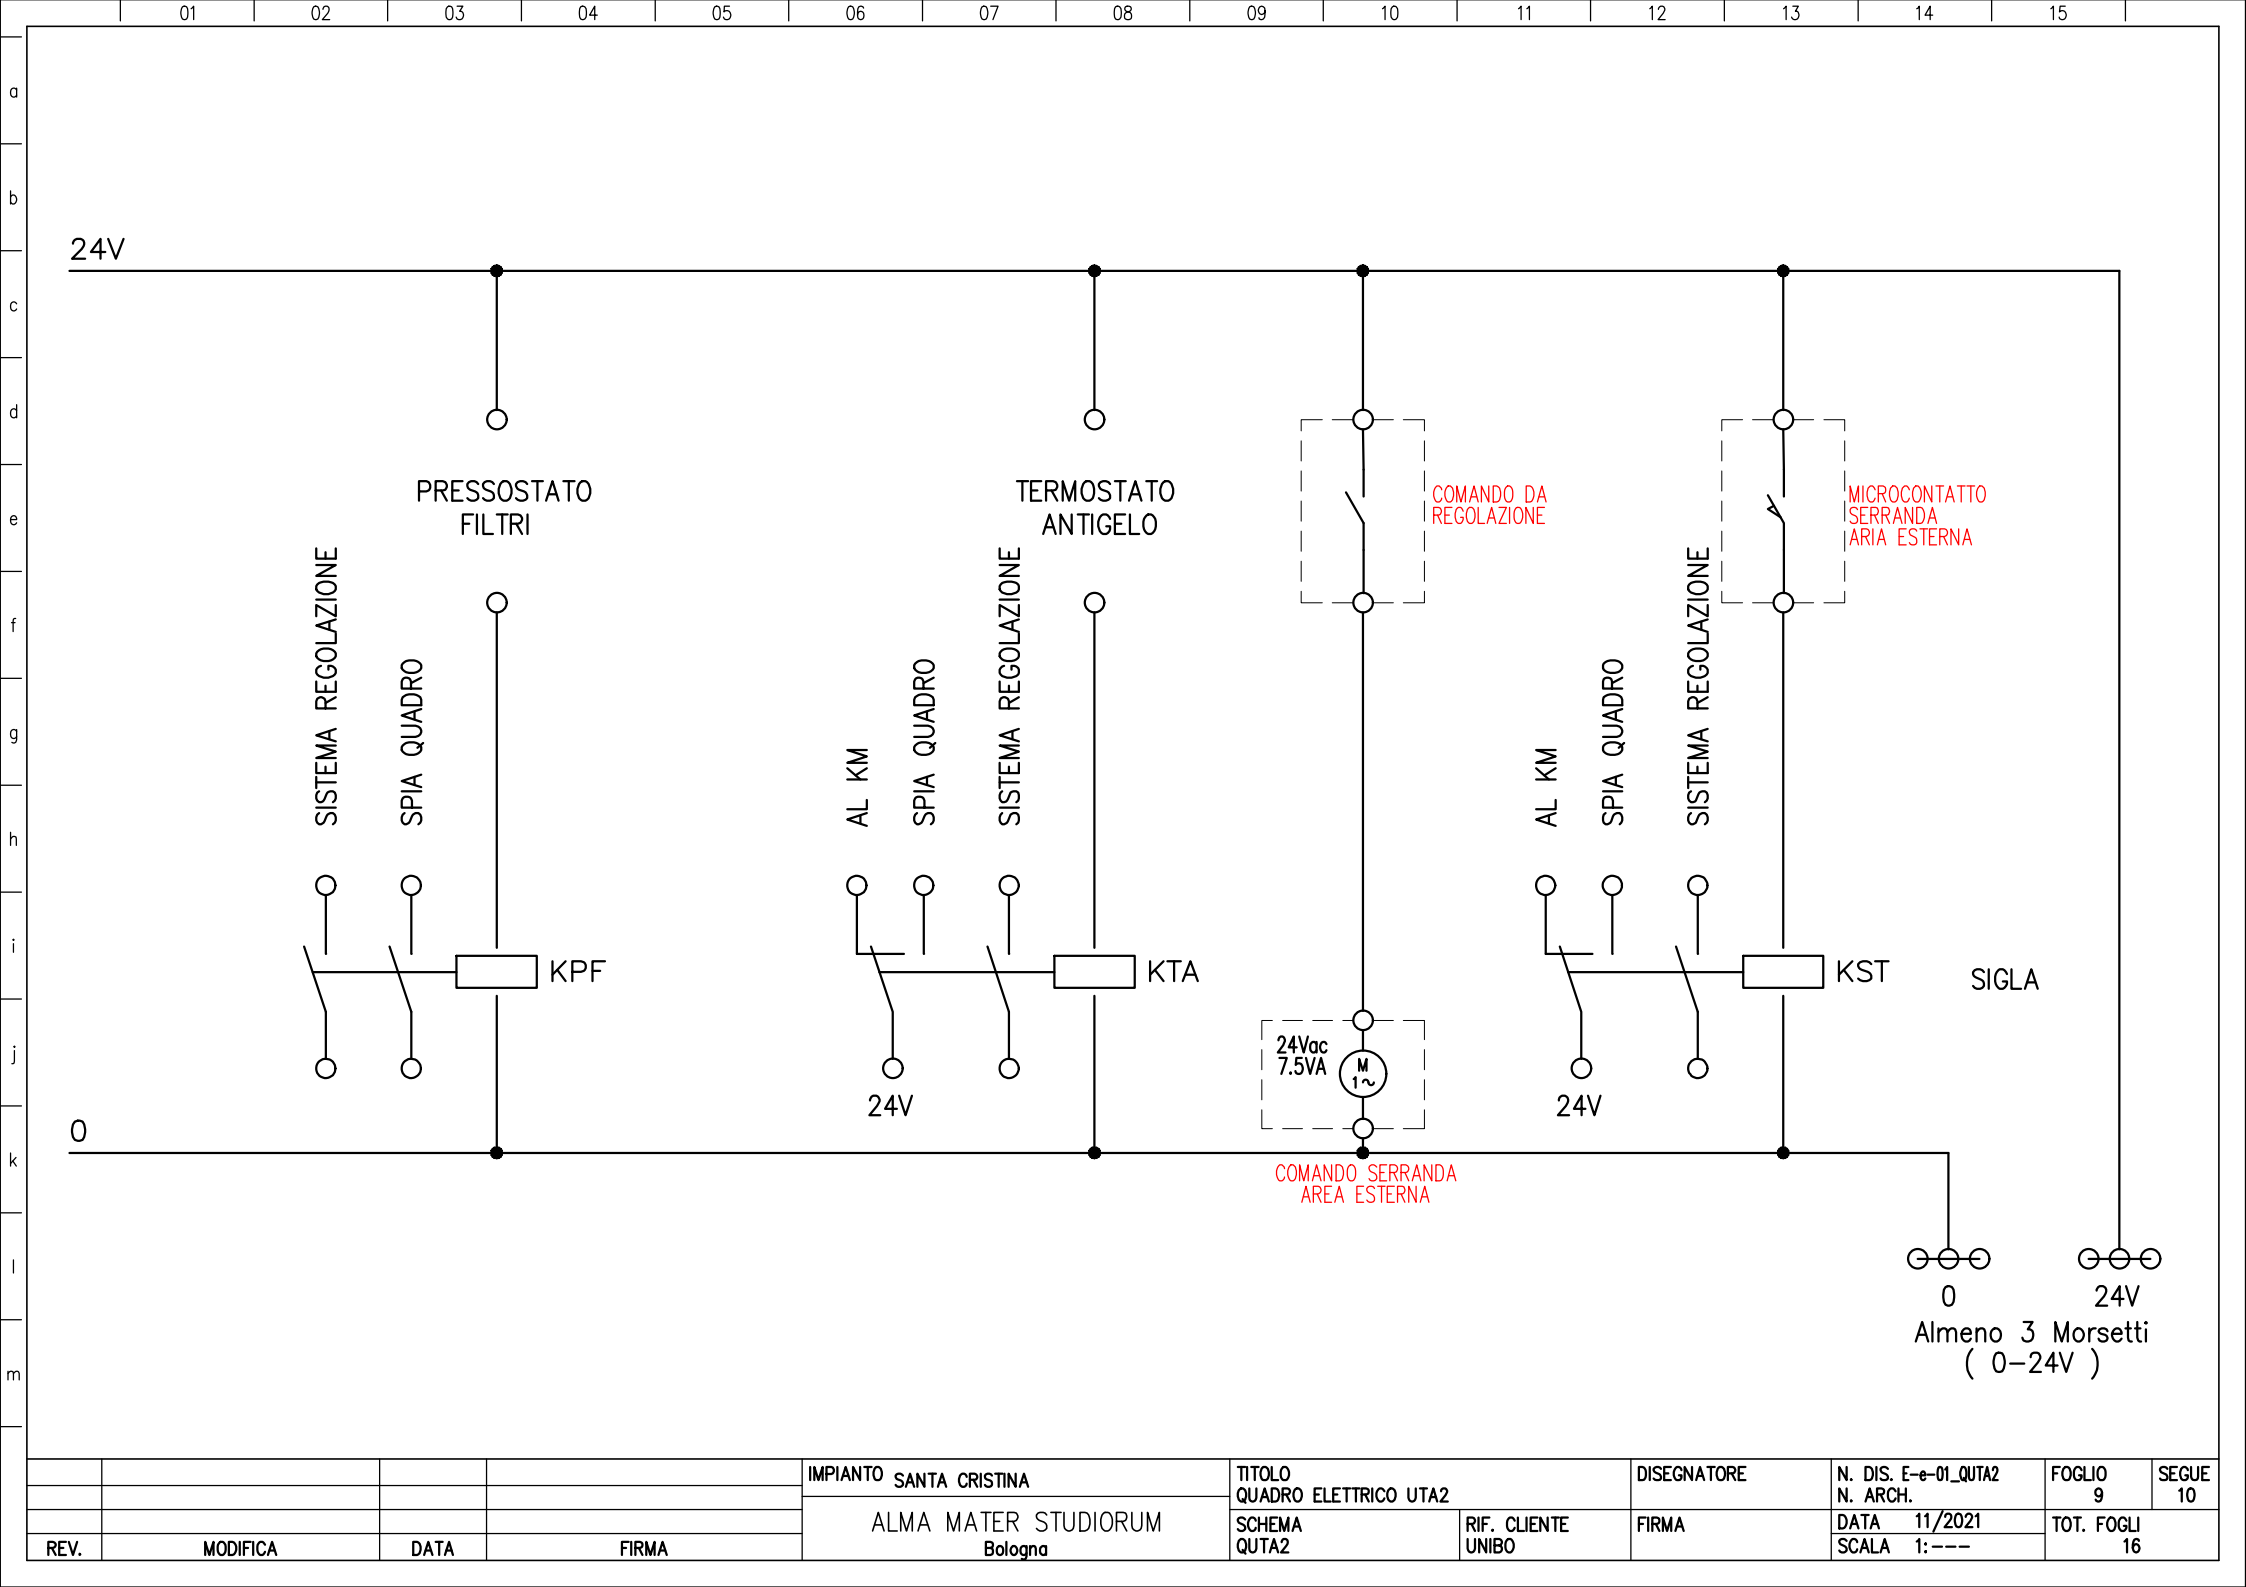 01 02 03 04 05 06 07 08 09 10 11 12 13 14 15
a
b
c
d
e
f
g
h
i
j
k
l
m
24V
PRESSOSTATO
FILTRI
TERMOSTATO
ANTIGELO
COMANDO DA
REGOLAZIONE
MICROCONTATTO
SERRANDA
ARIA ESTERNA
SISTEMA REGOLAZIONE
SPIA QUADRO
KPF
AL KM
SPIA QUADRO
SISTEMA REGOLAZIONE
KTA
24V
24Vac
7.5VA
M
1~
AL KM
SPIA QUADRO
SISTEMA REGOLAZIONE
KST
24V
SIGLA
0
COMANDO SERRANDA
AREA ESTERNA
0
24V
Almeno 3 Morsetti
( 0-24V )
REV.
MODIFICA
DATA
FIRMA
IMPIANTO SANTA CRISTINA
ALMA MATER STUDIORUM
Bologna
TITOLO
QUADRO ELETTRICO UTA2
SCHEMA
QUTA2
RIF. CLIENTE
UNIBO
DISEGNATORE
FIRMA
N. DIS. E-e-01_QUTA2
N. ARCH.
DATA 11/2021
SCALA 1:---
FOGLIO
9
SEGUE
10
TOT. FOGLI
16